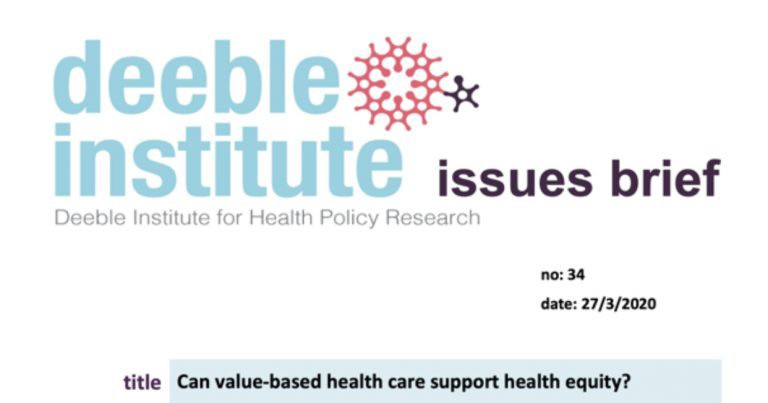 deeble
institute issues brief
Deeble Institute for Health Policy Research
no: 34
date: 27/3/2020
title Can value-based health care support health equity?